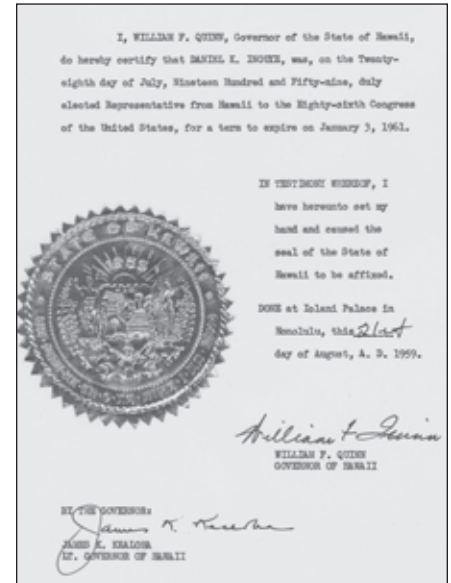 I, WILLIAM F. QUINN, Governor of the State of Hawaii,
do hereby certify that DANIEL K. INOUYE, was, on the Twenty-
eighth day of July, Nineteen Hundred and Fifty-nine, duly
elected Representative from Hawaii to the Eighty-sixth Congress
of the United States, for a term to expire on January 3, 1961.
IN TESTIMONY WHEREOF, I
have hereunto set my
hand and caused the
seal of the State of
Hawaii to be affixed.
DONE at Iolani Palace in
Honolulu, this 21st
day of August, A. D. 1959.
STATE OF HAWAII
1959
William F Quinn
WILLIAM F. QUINN
GOVERNOR OF HAWAII
BY THE GOVERNOR:
James K. Kealoha
JAMES K. KEALOHA
LT. GOVERNOR OF HAWAII